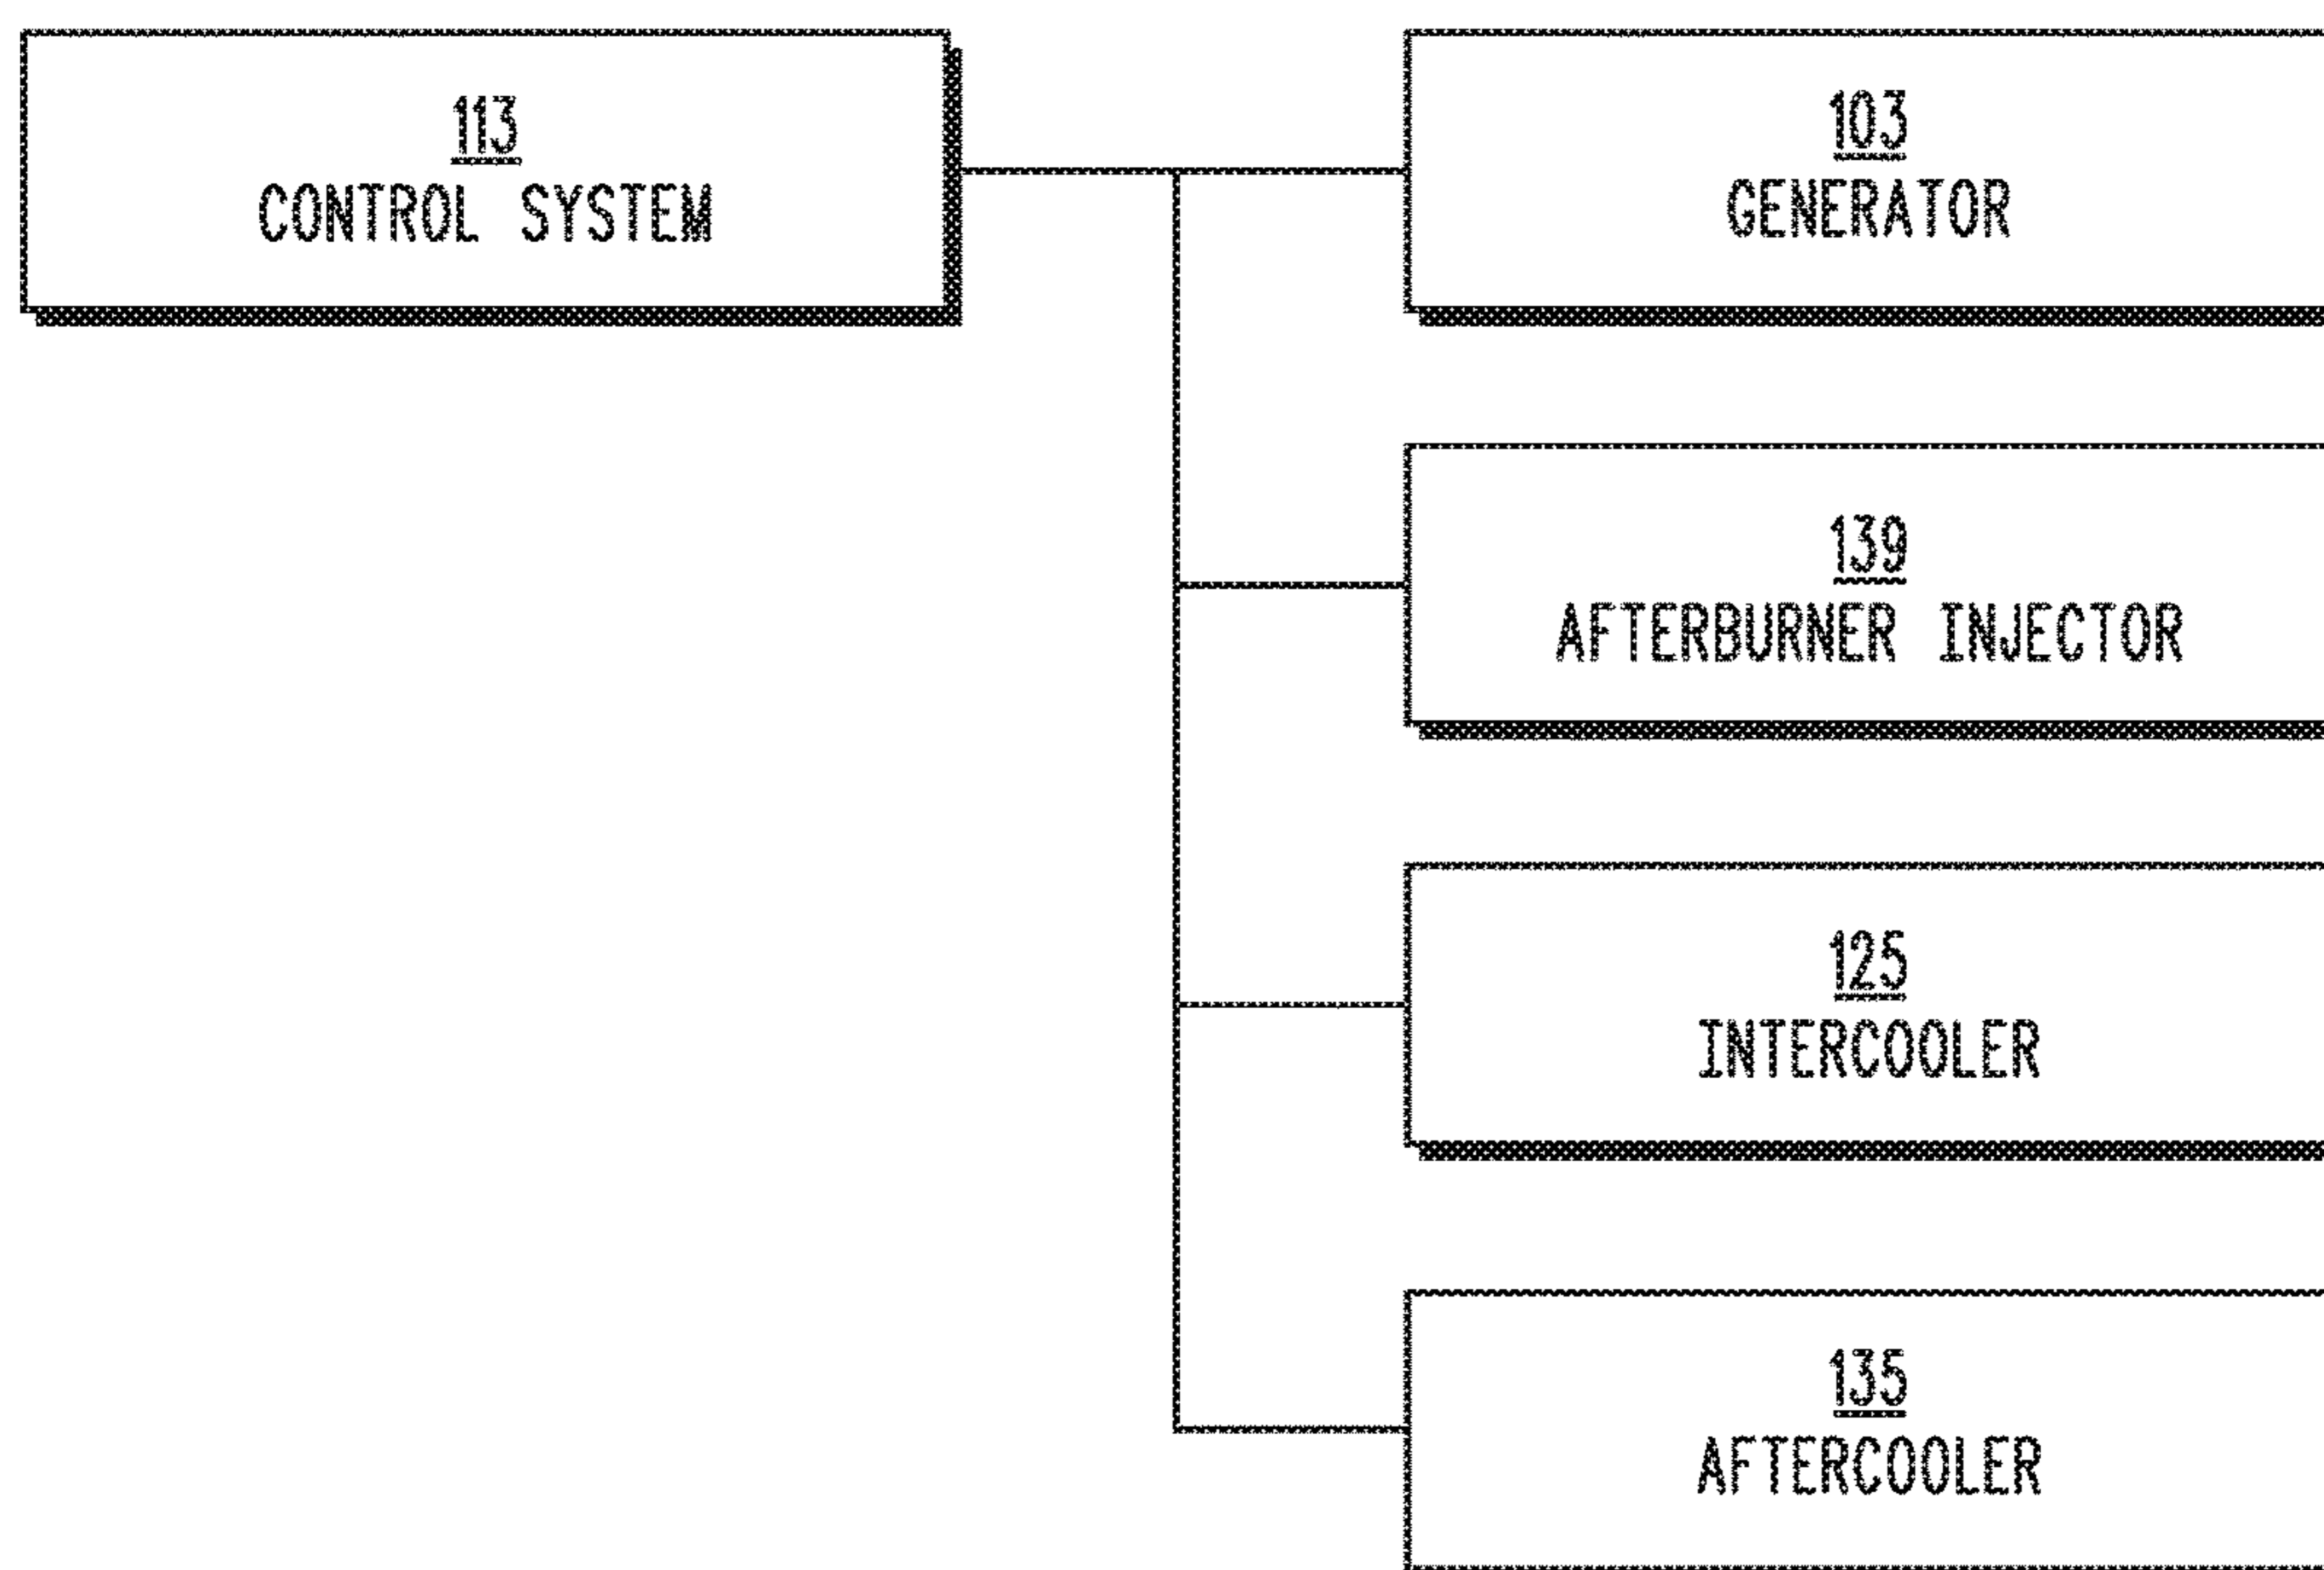 113
CONTROL SYSTEM
103
GENERATOR
139
AFTERBURNER INJECTOR
125
INTERCOOLER
135
AFTERCOOLER